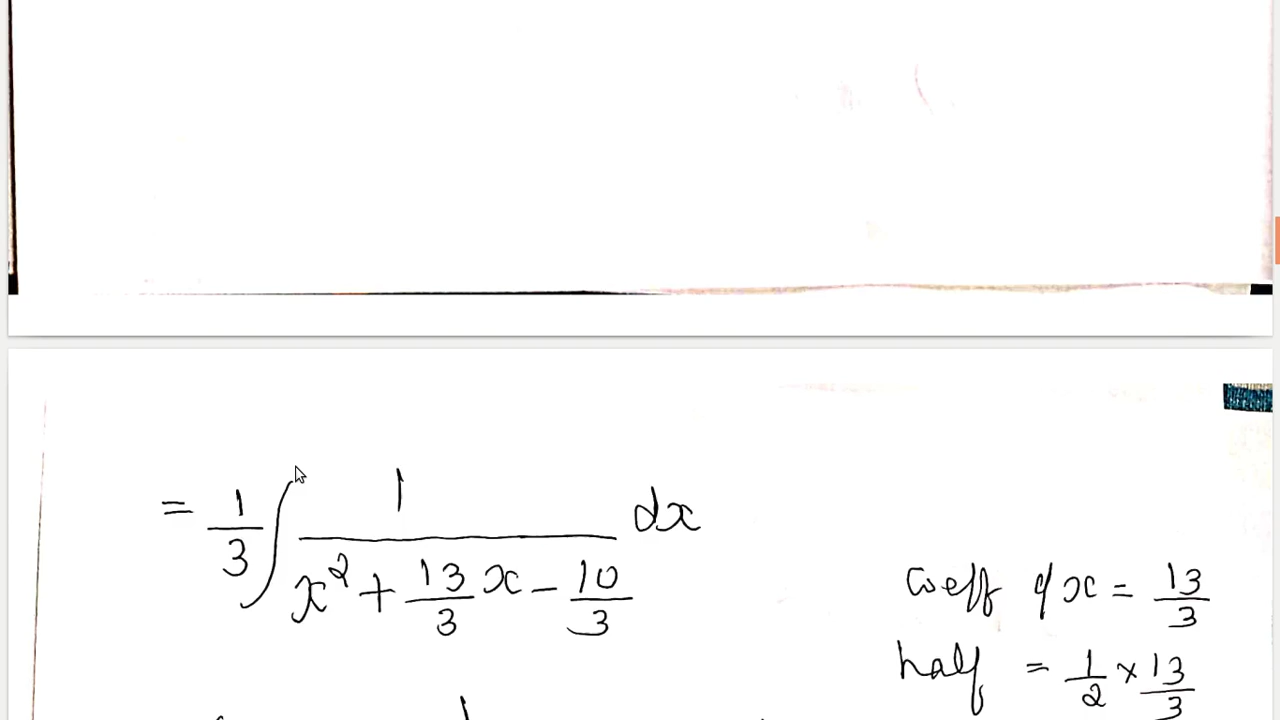 = 1/3 ∫ 1/(x² + 13/3 x - 10/3) dx
Coeff of x = 13/3
half = 1/2 × 13/3